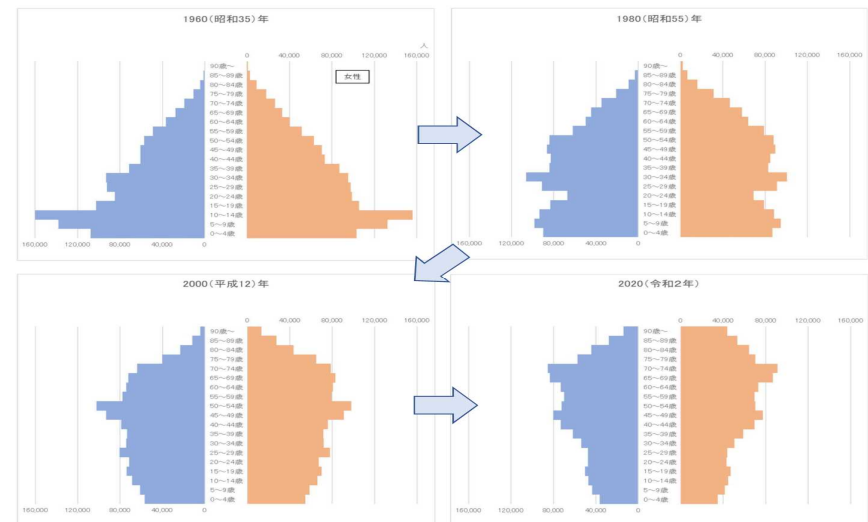 1960(昭和35)年
人
0 40,000 80,000 120,000 160,000
女性
90歳～
85～89歳
80～84歳
75～79歳
70～74歳
65～69歳
60～64歳
55～59歳
50～54歳
45～49歳
40～44歳
35～39歳
30～34歳
25～29歳
20～24歳
15～19歳
10～14歳
5～9歳
0～4歳
160,000 120,000 80,000 40,000 0
1980(昭和55)年
0 40,000 80,000 120,000 160,000
90歳～
85～89歳
80～84歳
75～79歳
70～74歳
65～69歳
60～64歳
55～59歳
50～54歳
45～49歳
40～44歳
35～39歳
30～34歳
25～29歳
20～24歳
15～19歳
10～14歳
5～9歳
0～4歳
160,000 120,000 80,000 40,000 0
2000(平成12)年
0 40,000 80,000 120,000 160,000
90歳～
85～89歳
80～84歳
75～79歳
70～74歳
65～69歳
60～64歳
55～59歳
50～54歳
45～49歳
40～44歳
35～39歳
30～34歳
25～29歳
20～24歳
15～19歳
10～14歳
5～9歳
0～4歳
160,000 120,000 80,000 40,000 0
2020(令和2年)
0 40,000 80,000 120,000 160,000
90歳～
85～89歳
80～84歳
75～79歳
70～74歳
65～69歳
60～64歳
55～59歳
50～54歳
45～49歳
40～44歳
35～39歳
30～34歳
25～29歳
20～24歳
15～19歳
10～14歳
5～9歳
0～4歳
160,000 120,000 80,000 40,000 0